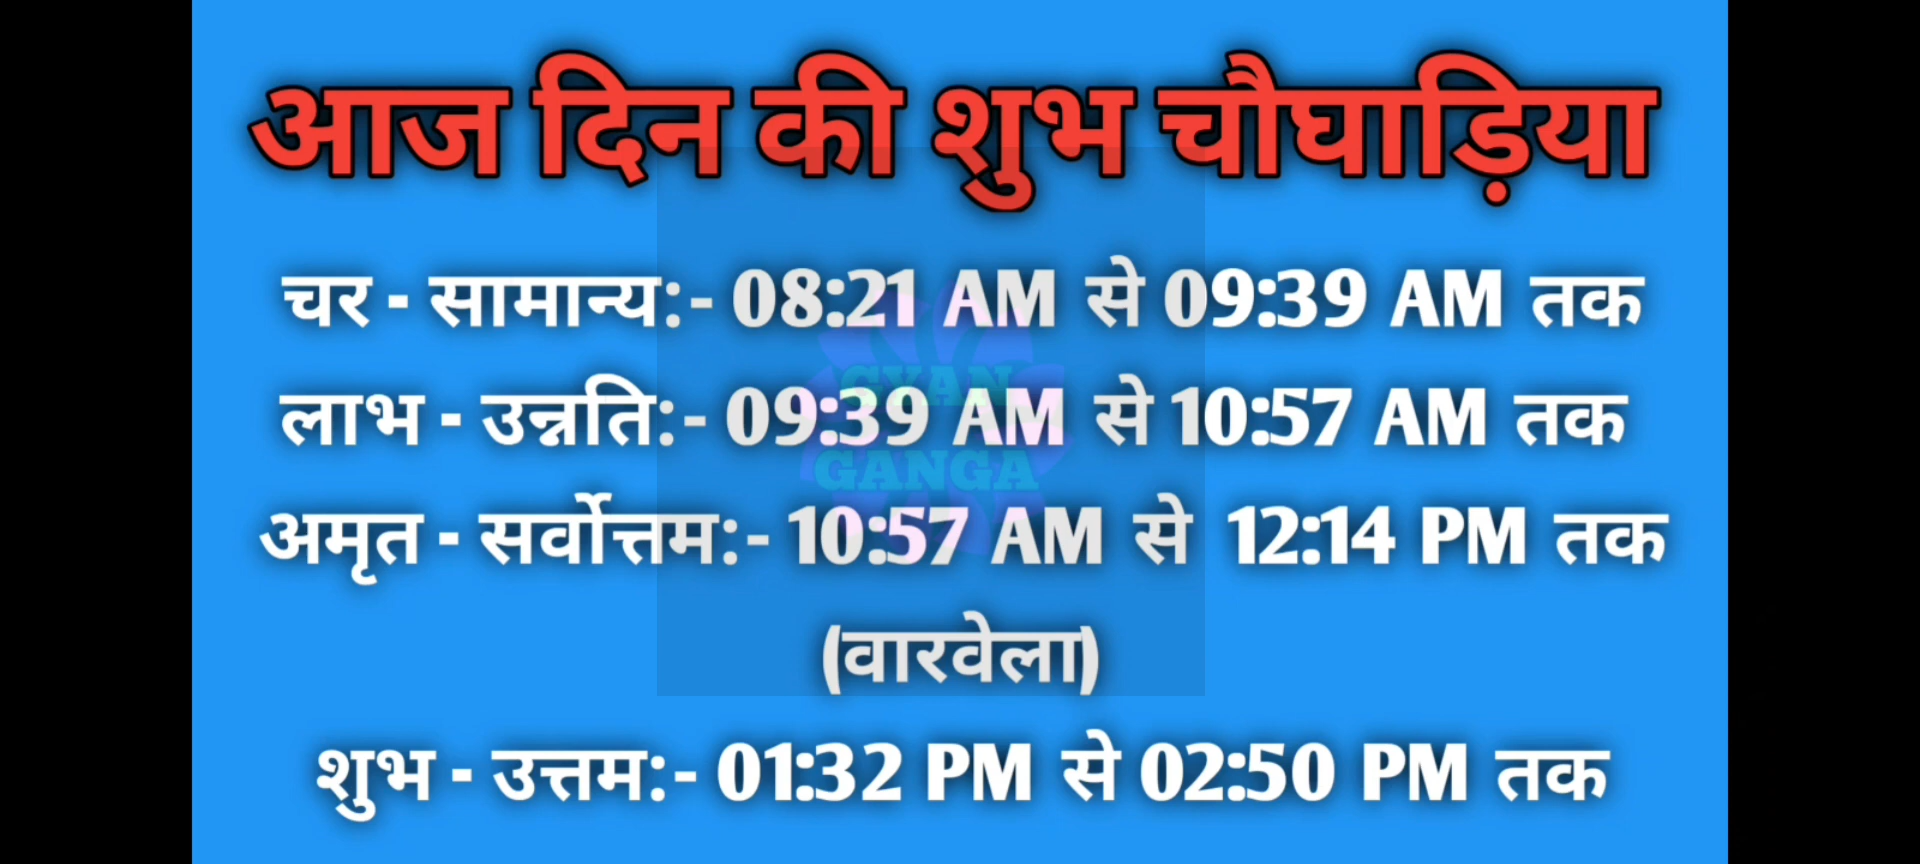 आज दिन की शुभ चौघाड़िया
चर - सामान्य:- 08:21 AM से 09:39 AM तक
लाभ - उन्नति:- 09:39 AM से 10:57 AM तक
अमृत - सर्वोत्तम:- 10:57 AM से 12:14 PM तक
(वारवेला)
शुभ - उत्तम:- 01:32 PM से 02:50 PM तक
GYAN
GANGA